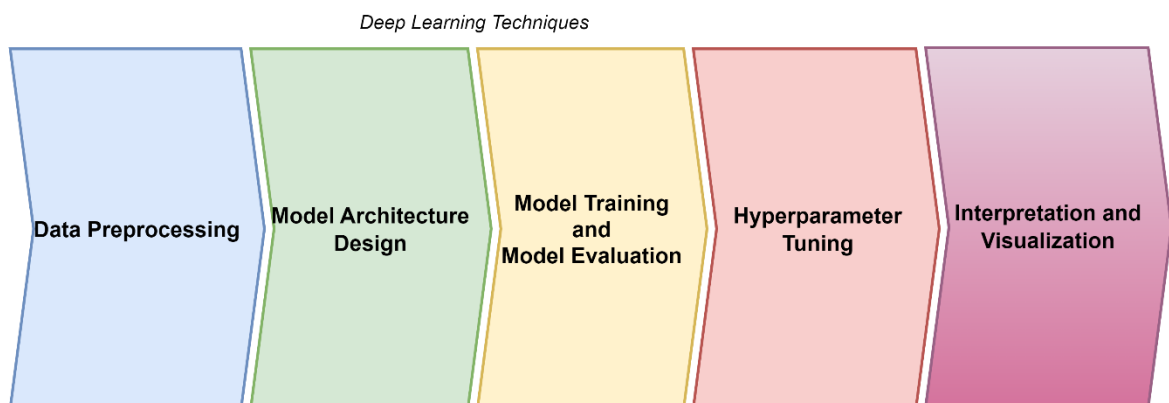 Deep Learning Techniques
Data Preprocessing
Model Architecture
Design
Model Training
and
Model Evaluation
Hyperparameter
Tuning
Interpretation and
Visualization